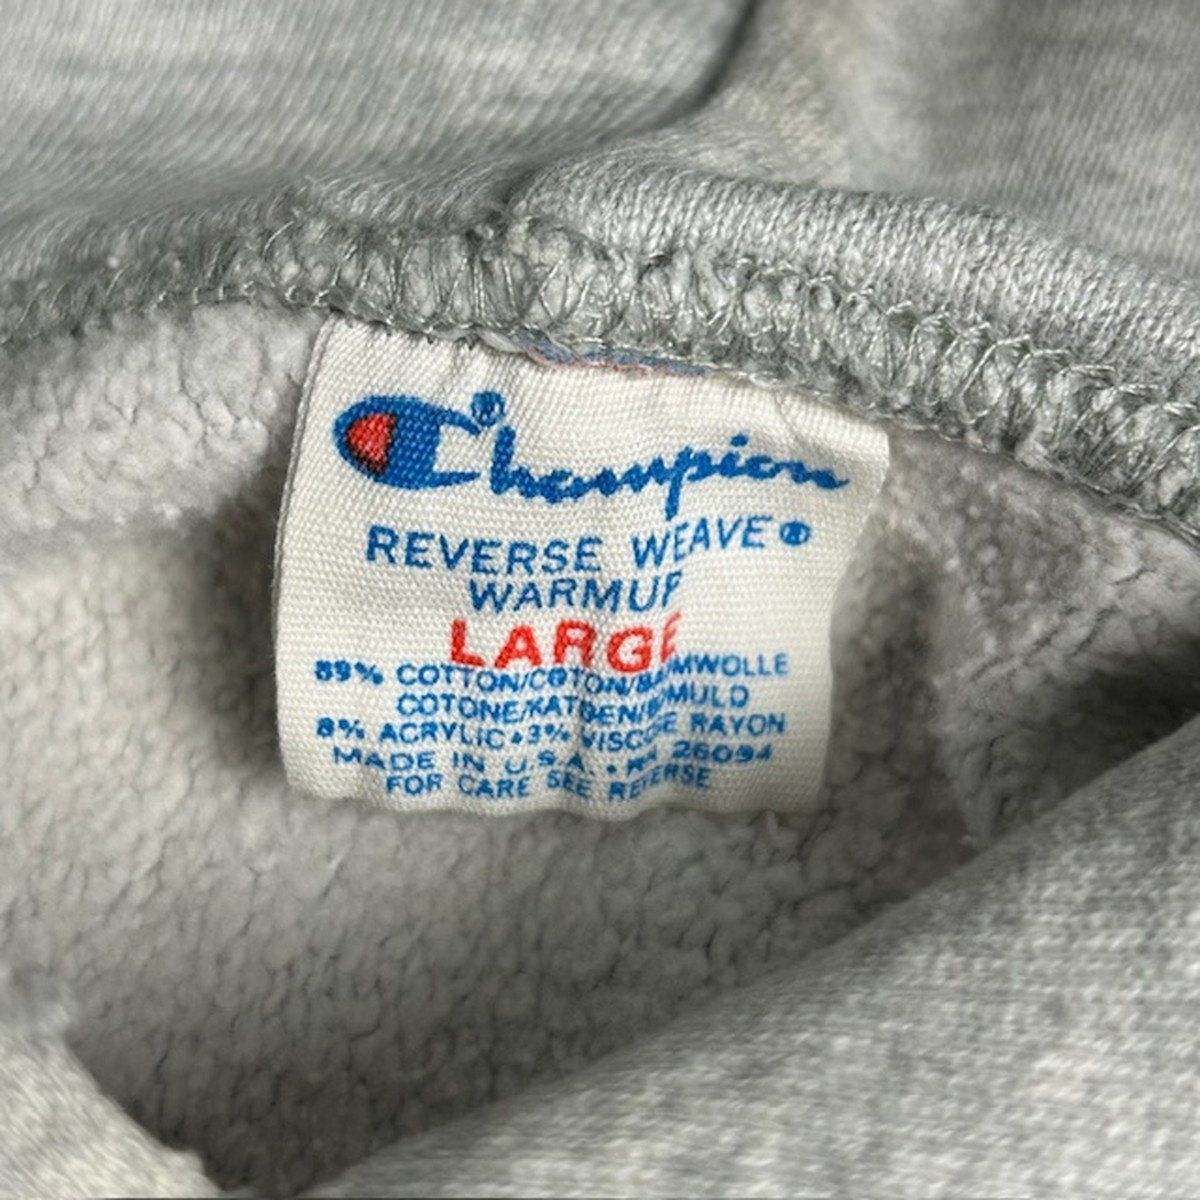 Champion®
REVERSE WEAVE®
WARMUP
LARGE
89% COTTON/COTON/BAUMWOLLE
COTONE/KATOEN/BOMULD
8% ACRYLIC • 3% VISCOSE RAYON
MADE IN U.S.A. • RN 26094
FOR CARE SEE REVERSE